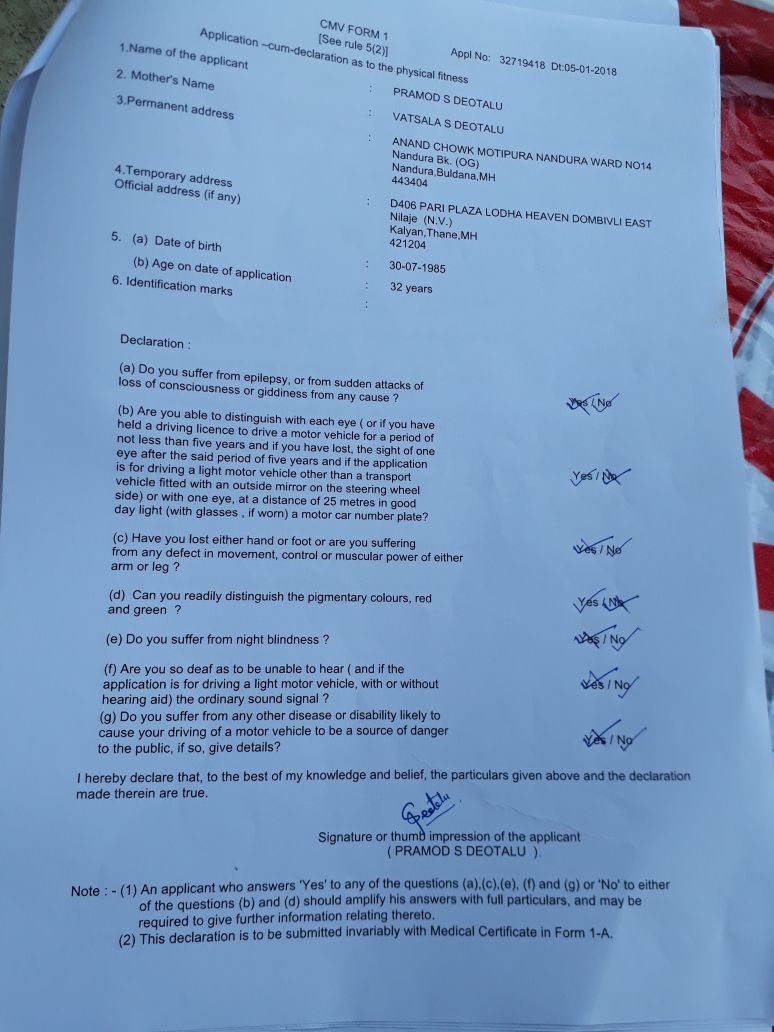 CMV FORM 1
[See rule 5(2)]
Appl No: 32719418 Dt:05-01-2018
Application –cum-declaration as to the physical fitness
1.Name of the applicant : PRAMOD S DEOTALU
2. Mother's Name : VATSALA S DEOTALU
3.Permanent address : ANAND CHOWK MOTIPURA NANDURA WARD NO14
Nandura Bk. (OG)
Nandura,Buldana,MH
443404
4.Temporary address : D406 PARI PLAZA LODHA HEAVEN DOMBIVLI EAST
Official address (if any) Nilaje (N.V.)
Kalyan,Thane,MH
421204
5. (a) Date of birth : 30-07-1985
(b) Age on date of application : 32 years
6. Identification marks :
Declaration :
(a) Do you suffer from epilepsy, or from sudden attacks of
loss of consciousness or giddiness from any cause ? Yes / No
(b) Are you able to distinguish with each eye ( or if you have
held a driving licence to drive a motor vehicle for a period of
not less than five years and if you have lost, the sight of one
eye after the said period of five years and if the application
is for driving a light motor vehicle other than a transport
vehicle fitted with an outside mirror on the steering wheel Yes / No
side) or with one eye, at a distance of 25 metres in good
day light (with glasses , if worn) a motor car number plate?
(c) Have you lost either hand or foot or are you suffering
from any defect in movement, control or muscular power of either Yes / No
arm or leg ?
(d) Can you readily distinguish the pigmentary colours, red
and green ? Yes / No
(e) Do you suffer from night blindness ? Yes / No
(f) Are you so deaf as to be unable to hear ( and if the
application is for driving a light motor vehicle, with or without Yes / No
hearing aid) the ordinary sound signal ?
(g) Do you suffer from any other disease or disability likely to
cause your driving of a motor vehicle to be a source of danger Yes / No
to the public, if so, give details?
I hereby declare that, to the best of my knowledge and belief, the particulars given above and the declaration
made therein are true.
Deotalu
Signature or thumb impression of the applicant
( PRAMOD S DEOTALU ).
Note : - (1) An applicant who answers 'Yes' to any of the questions (a),(c),(e), (f) and (g) or 'No' to either
of the questions (b) and (d) should amplify his answers with full particulars, and may be
required to give further information relating thereto.
(2) This declaration is to be submitted invariably with Medical Certificate in Form 1-A.